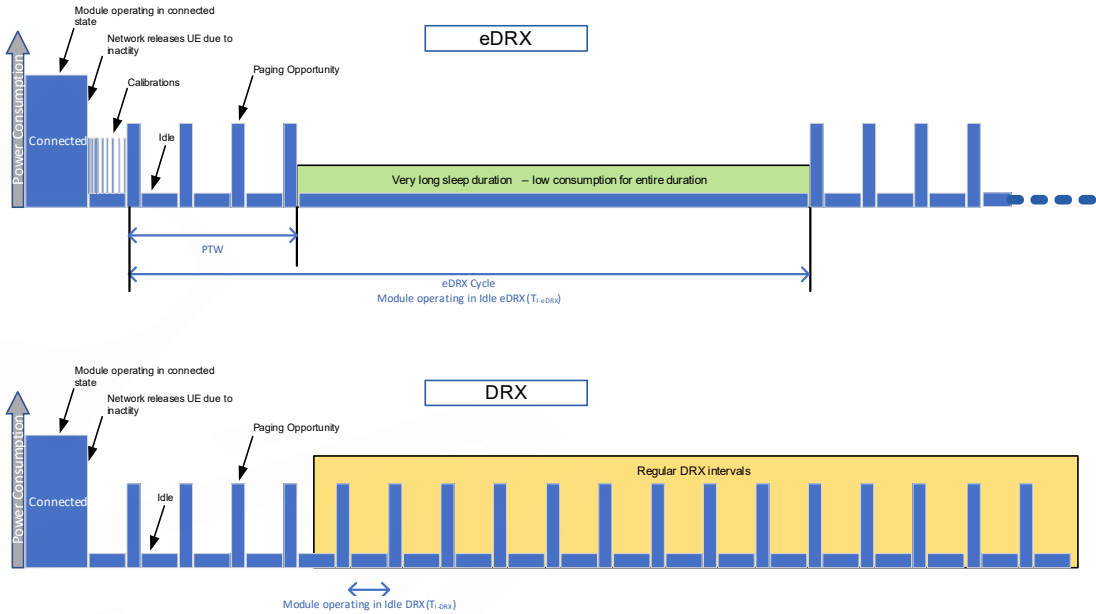 Module operating in connected
state
eDRX
Network releases UE due to
inactity
Paging Opportunity
Calibrations
Power Consumption
Idle
Connected
Very long sleep duration – low consumption for entire duration
PTW
eDRX Cycle
Module operating in Idle eDRX(TI-eDRX)
Module operating in connected
state
DRX
Network releases UE due to
inactity
Paging Opportunity
Power Consumption
Regular DRX intervals
Idle
Connected
Module operating in Idle DRX(TI-DRX)